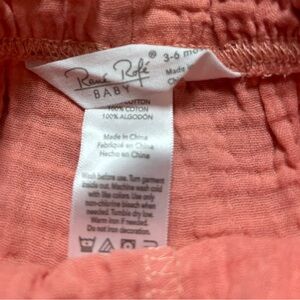 René Rofé ®
BABY
3-6 mo
Made
COTTON
100% COTON
100% ALGODÓN
Made in China
Fabriqué en Chine
Hecho en China
Wash before use. Turn garment
inside out. Machine wash cold
with like colors. Use only
non-chlorine bleach when
needed. Tumble dry low.
Warm iron if needed.
Do not iron decoration.